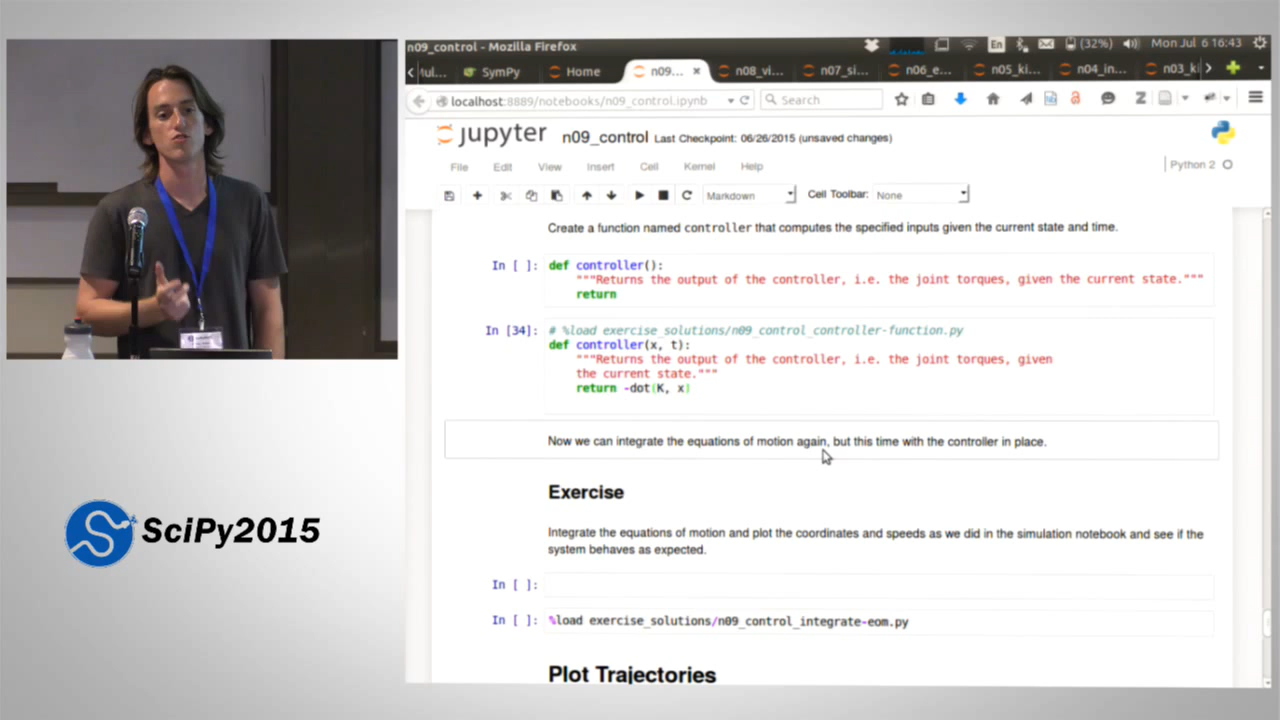 n09_control - Mozilla Firefox
En
(32%)
Mon Jul 6 16:43
SymPy
Home
n09...
n08_vi...
n07_si...
n06_e...
n05_ki...
n04_in...
n03_ki
localhost:8889/notebooks/n09_control.ipynb
Search
jupyter n09_control Last Checkpoint: 06/26/2015 (unsaved changes)
File Edit View Insert Cell Kernel Help
Python 2
Markdown
Cell Toolbar: None
Create a function named controller that computes the specified inputs given the current state and time.
In [ ]: def controller():
"""Returns the output of the controller, i.e. the joint torques, given the current state."""
return
In [34]: # %load exercise_solutions/n09_control_controller-function.py
def controller(x, t):
"""Returns the output of the controller, i.e. the joint torques, given
the current state."""
return -dot(K, x)
Now we can integrate the equations of motion again, but this time with the controller in place.
Exercise
Integrate the equations of motion and plot the coordinates and speeds as we did in the simulation notebook and see if the
system behaves as expected.
In [ ]:
In [ ]: %load exercise_solutions/n09_control_integrate-eom.py
Plot Trajectories
SciPy2015